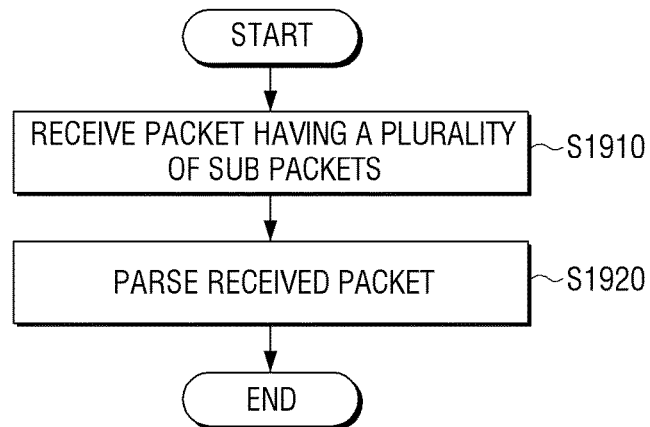 START
RECEIVE PACKET HAVING A PLURALITY
OF SUB PACKETS
S1910
PARSE RECEIVED PACKET
S1920
END